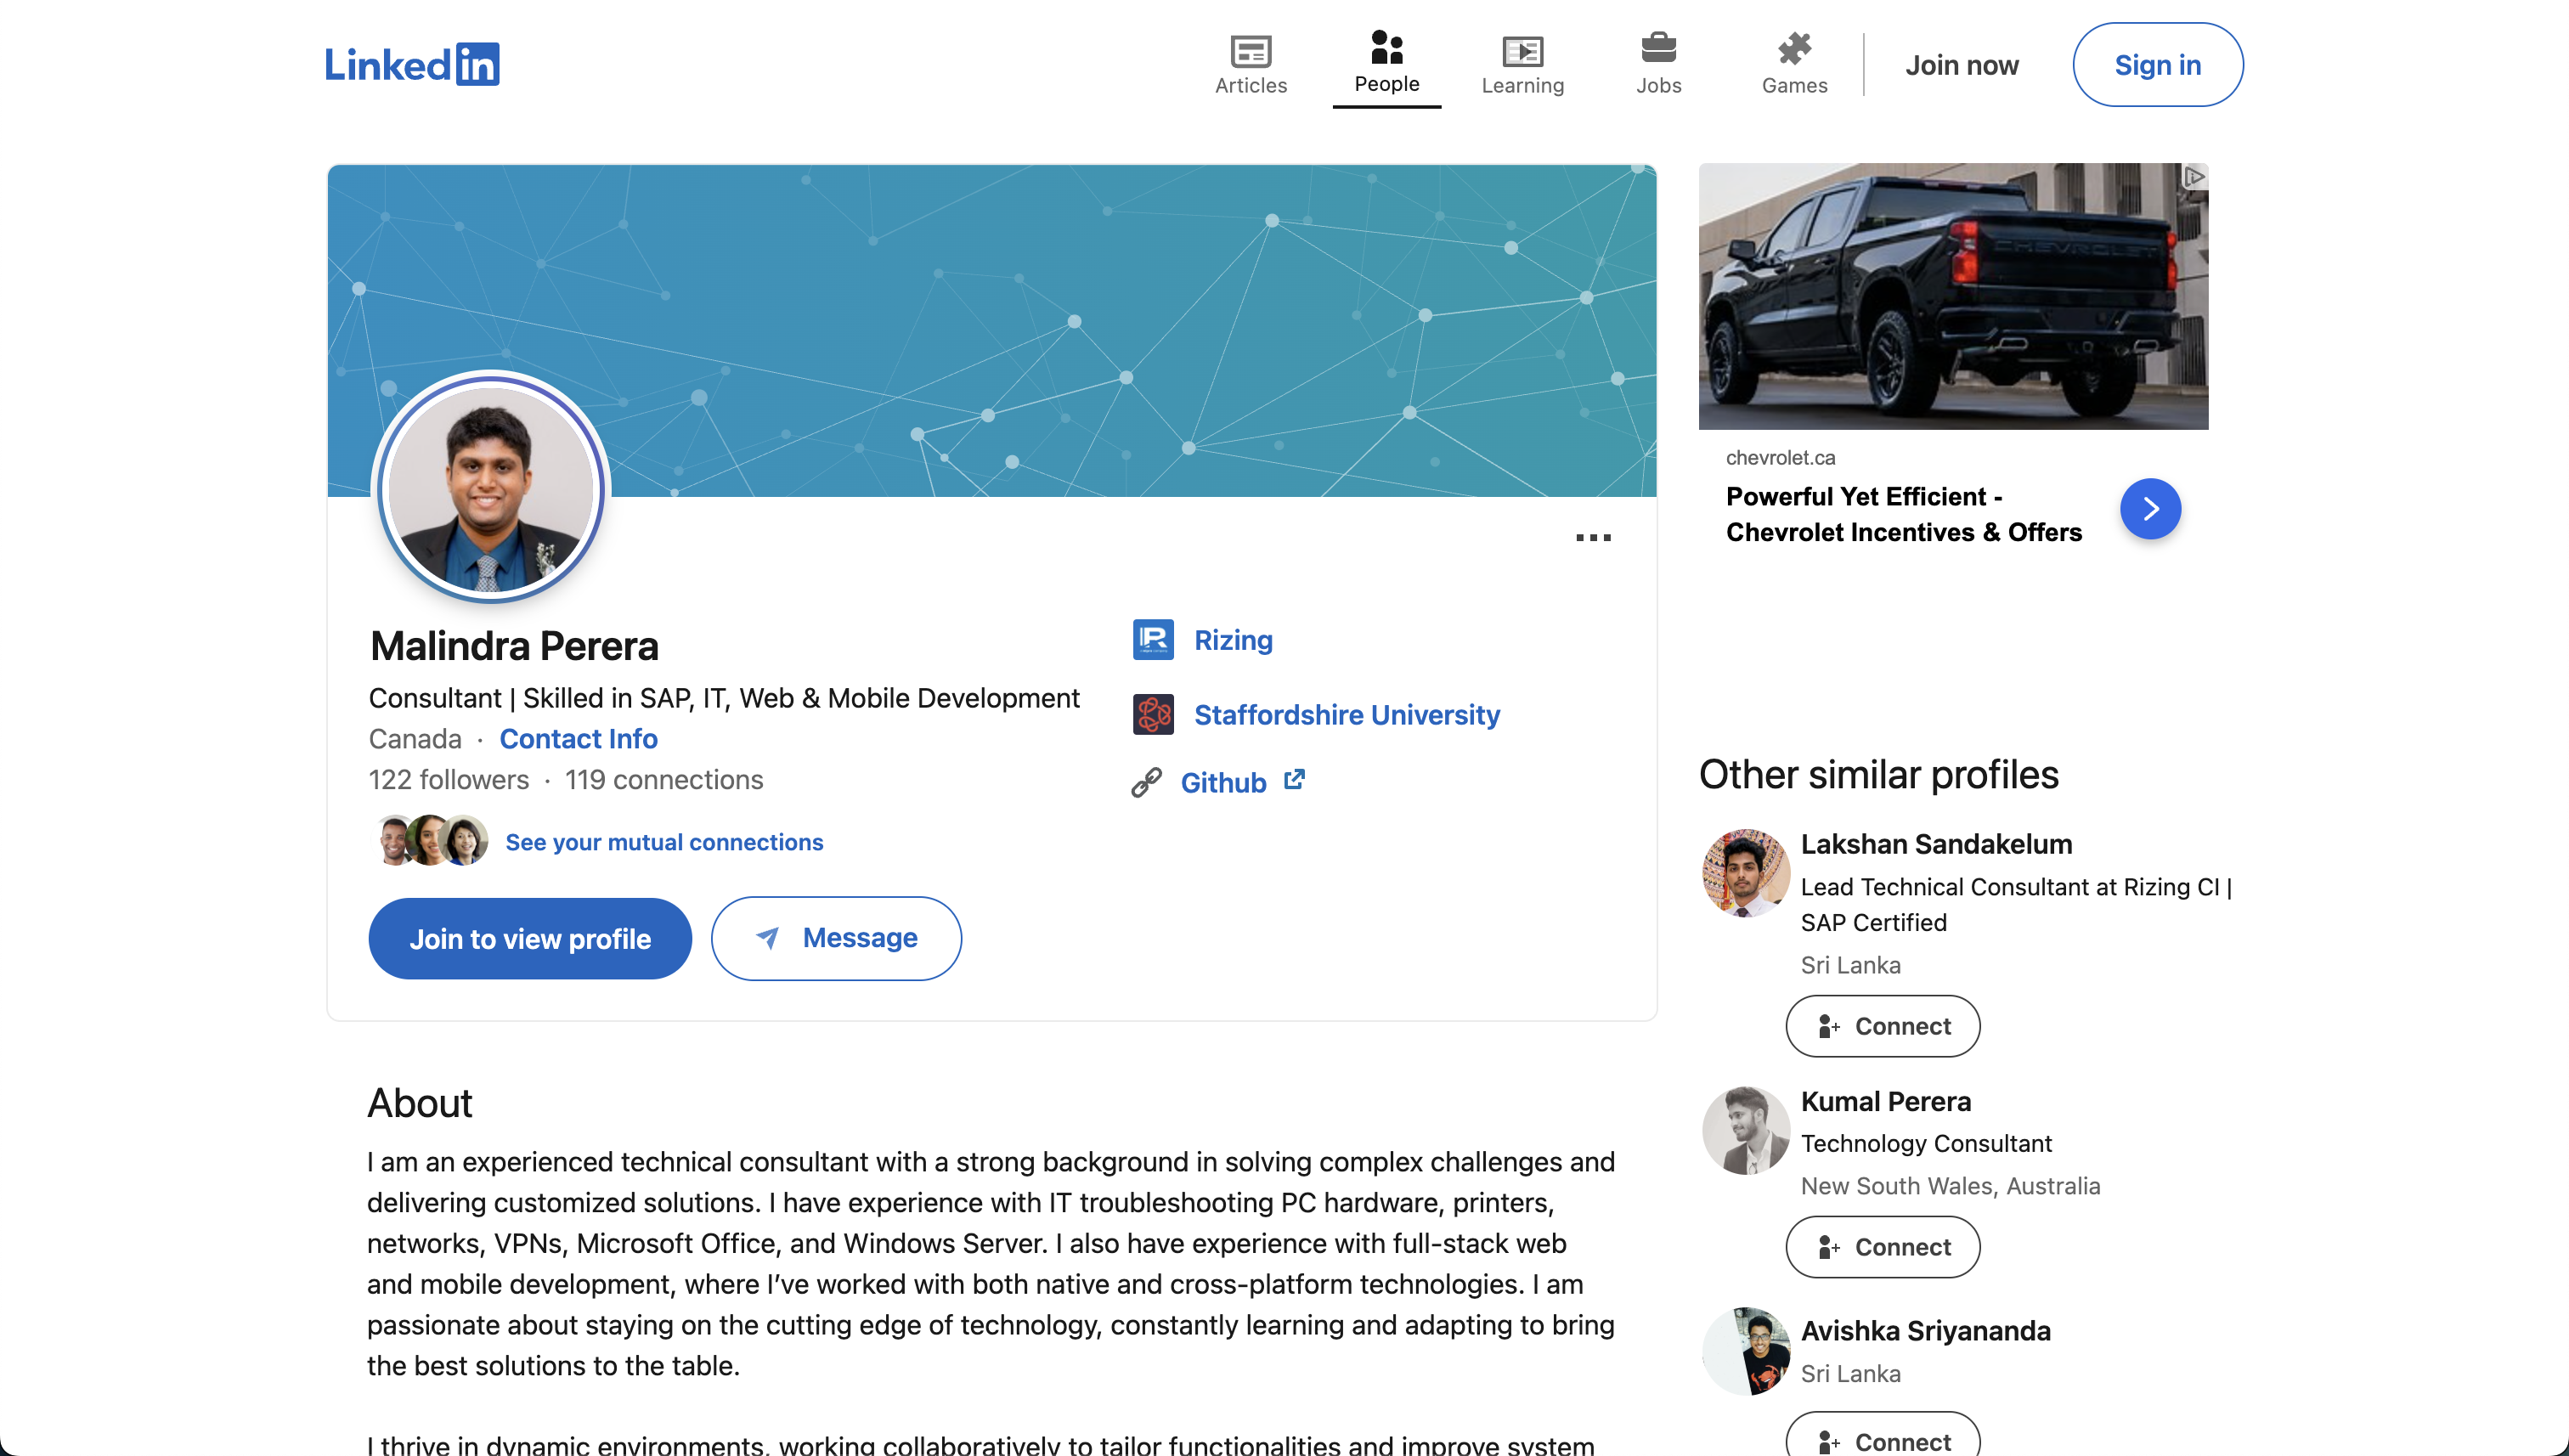 Linkedin
Articles
People
Learning
Jobs
Games
Join now
Sign in
CHEVROLET
chevrolet.ca
Powerful Yet Efficient -
Chevrolet Incentives & Offers
Malindra Perera
Consultant | Skilled in SAP, IT, Web & Mobile Development
Canada · Contact Info
122 followers · 119 connections
See your mutual connections
Join to view profile
Message
R
Rizing
Staffordshire University
Github
Other similar profiles
Lakshan Sandakelum
Lead Technical Consultant at Rizing CI |
SAP Certified
Sri Lanka
Connect
Kumal Perera
Technology Consultant
New South Wales, Australia
Connect
Avishka Sriyananda
Sri Lanka
Connect
About
I am an experienced technical consultant with a strong background in solving complex challenges and
delivering customized solutions. I have experience with IT troubleshooting PC hardware, printers,
networks, VPNs, Microsoft Office, and Windows Server. I also have experience with full-stack web
and mobile development, where I’ve worked with both native and cross-platform technologies. I am
passionate about staying on the cutting edge of technology, constantly learning and adapting to bring
the best solutions to the table.
I thrive in dynamic environments, working collaboratively to tailor functionalities and improve system